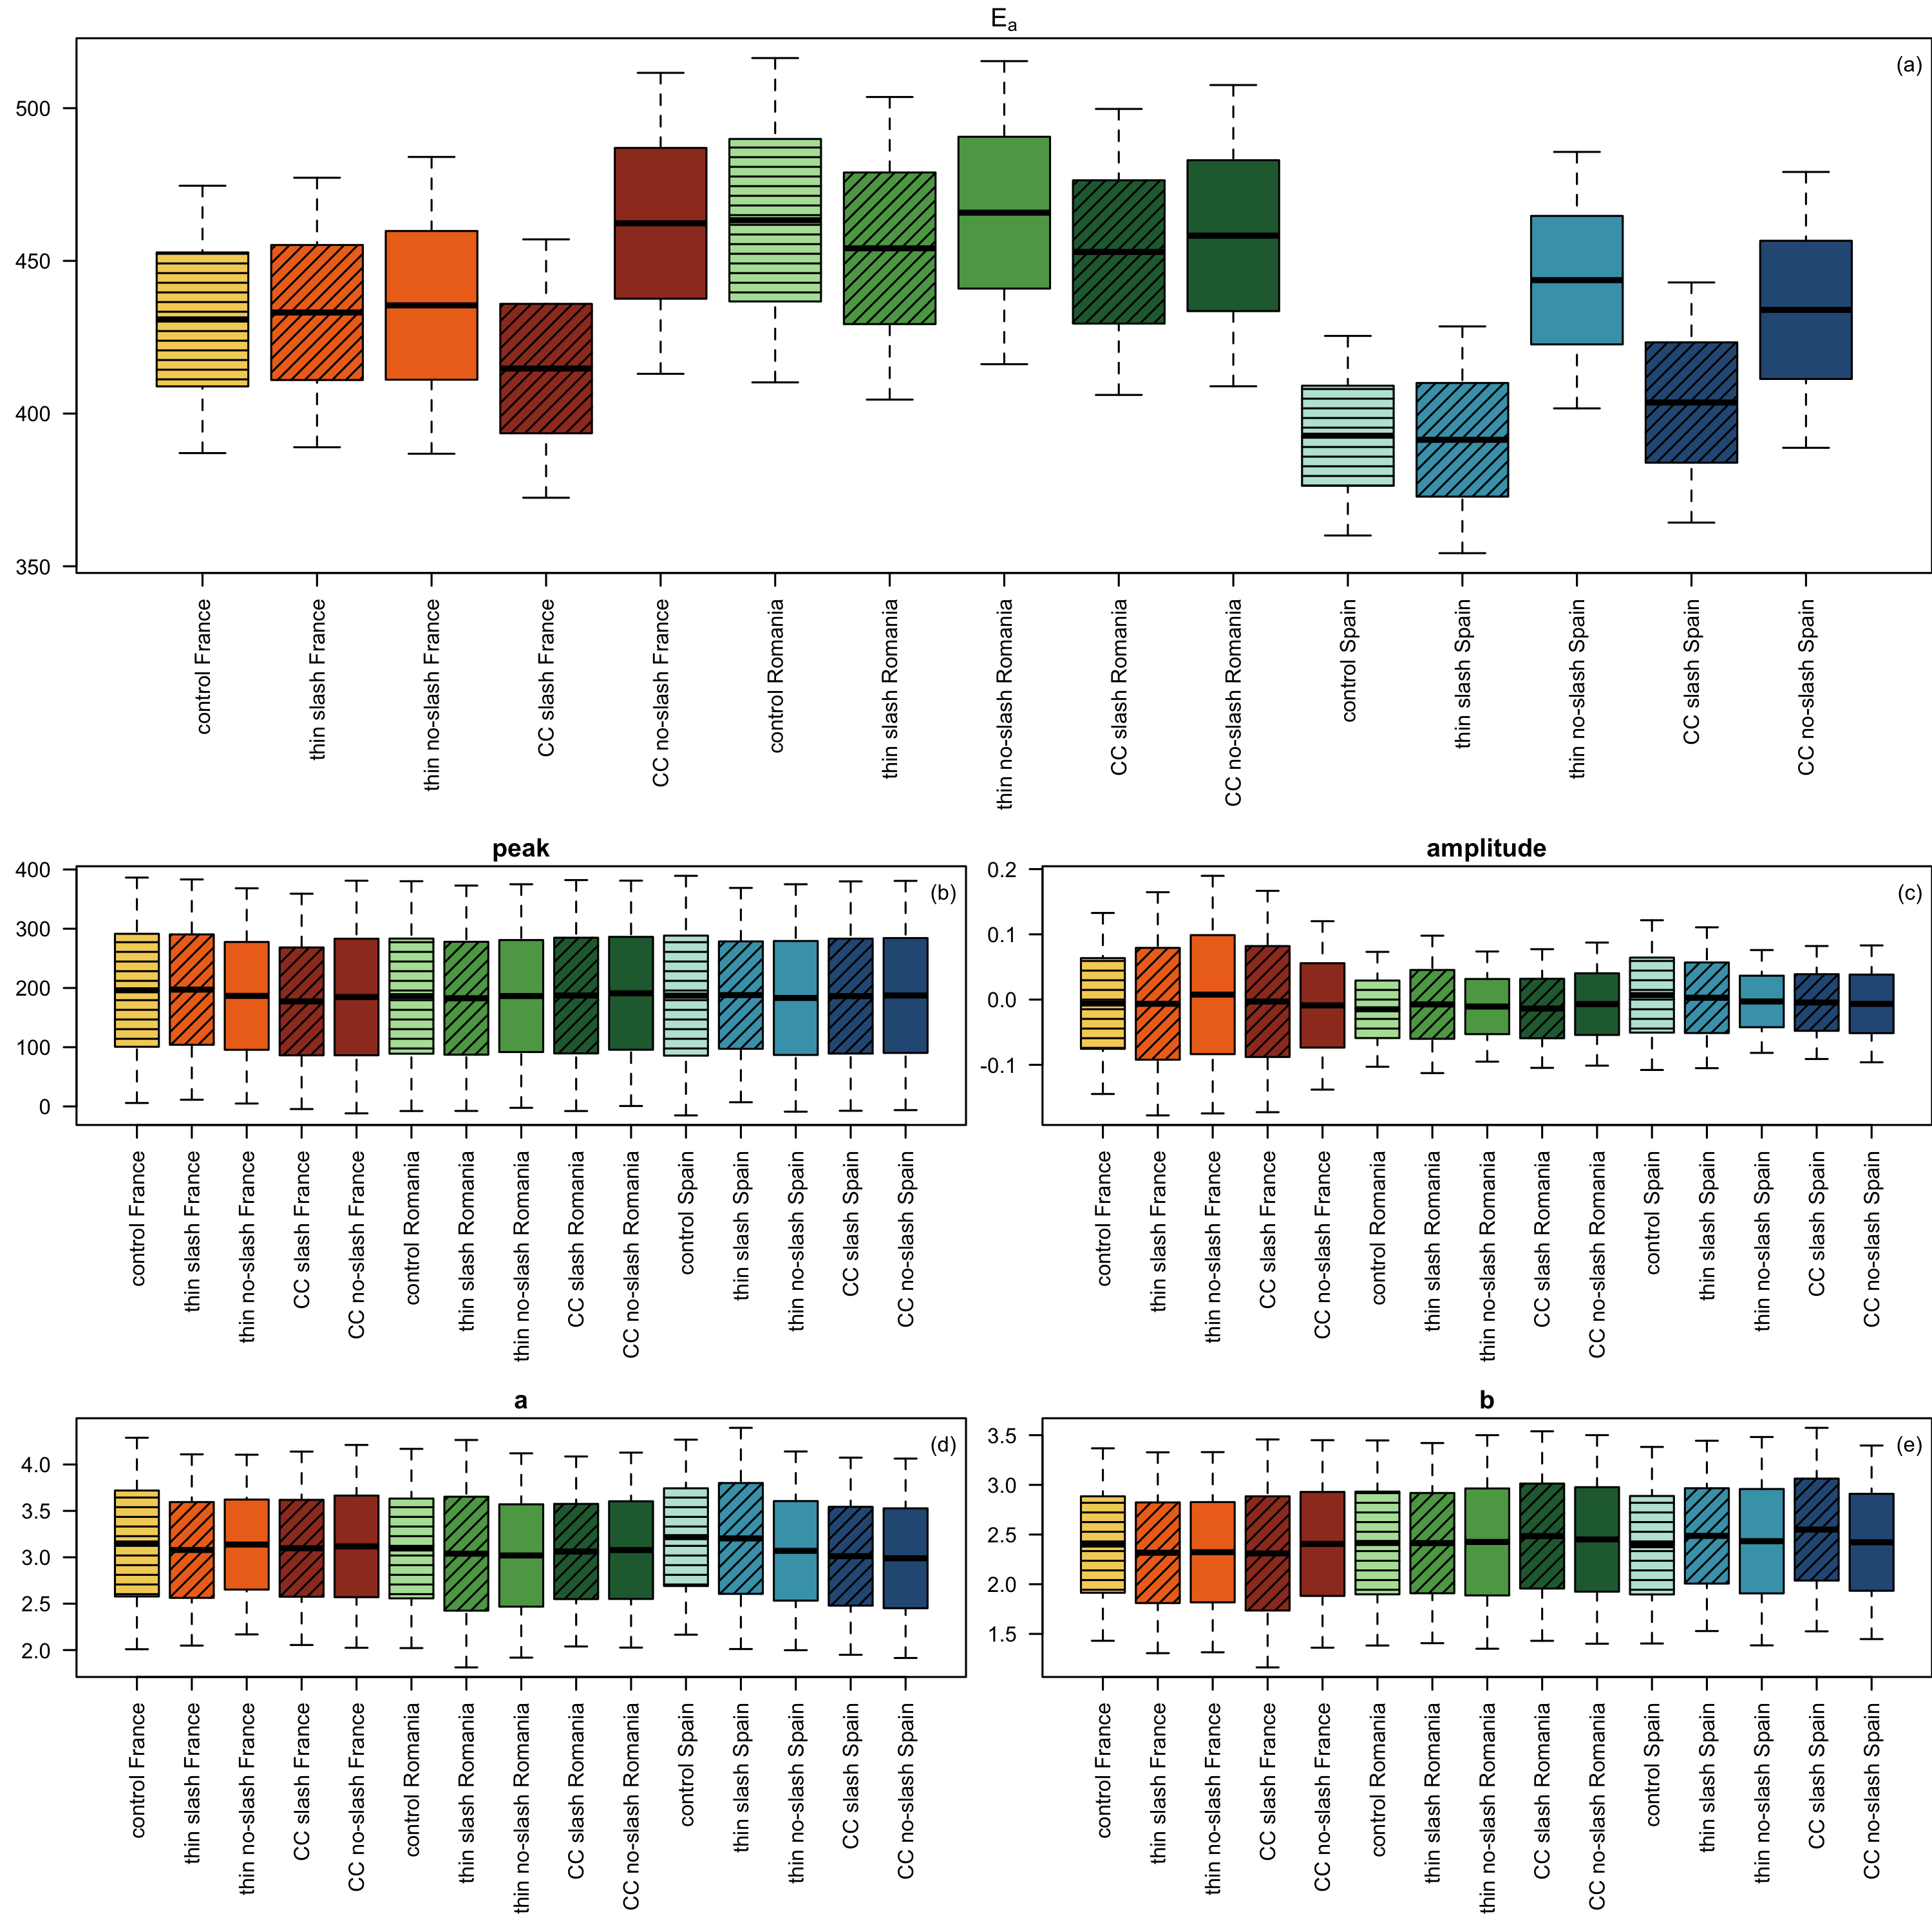 Ea
(a)
500
450
400
350
control France
thin slash France
thin no-slash France
CC slash France
CC no-slash France
control Romania
thin slash Romania
thin no-slash Romania
CC slash Romania
CC no-slash Romania
control Spain
thin slash Spain
thin no-slash Spain
CC slash Spain
CC no-slash Spain
peak
(b)
400
300
200
100
0
control France
thin slash France
thin no-slash France
CC slash France
CC no-slash France
control Romania
thin slash Romania
thin no-slash Romania
CC slash Romania
CC no-slash Romania
control Spain
thin slash Spain
thin no-slash Spain
CC slash Spain
CC no-slash Spain
amplitude
(c)
0.2
0.1
0.0
-0.1
control France
thin slash France
thin no-slash France
CC slash France
CC no-slash France
control Romania
thin slash Romania
thin no-slash Romania
CC slash Romania
CC no-slash Romania
control Spain
thin slash Spain
thin no-slash Spain
CC slash Spain
CC no-slash Spain
a
(d)
4.0
3.5
3.0
2.5
2.0
control France
thin slash France
thin no-slash France
CC slash France
CC no-slash France
control Romania
thin slash Romania
thin no-slash Romania
CC slash Romania
CC no-slash Romania
control Spain
thin slash Spain
thin no-slash Spain
CC slash Spain
CC no-slash Spain
b
(e)
3.5
3.0
2.5
2.0
1.5
control France
thin slash France
thin no-slash France
CC slash France
CC no-slash France
control Romania
thin slash Romania
thin no-slash Romania
CC slash Romania
CC no-slash Romania
control Spain
thin slash Spain
thin no-slash Spain
CC slash Spain
CC no-slash Spain